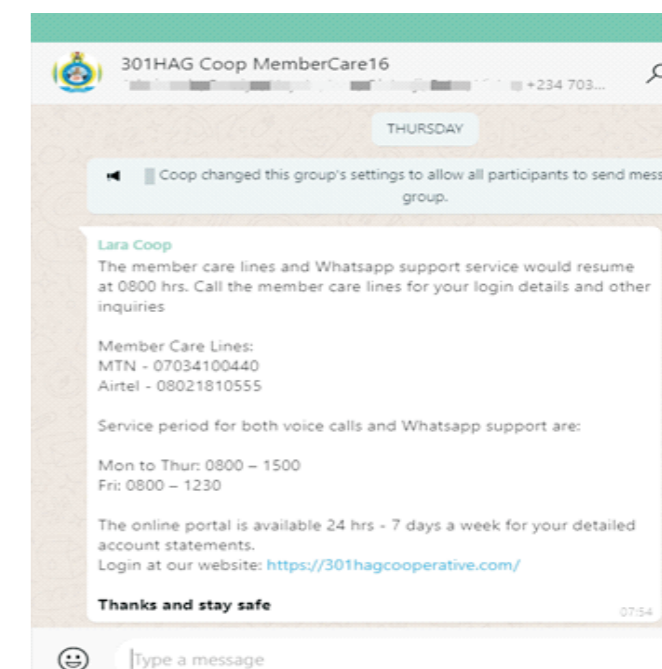 301HAG Coop MemberCare16
+234 703...
THURSDAY
Coop changed this group's settings to allow all participants to send mess
group.
Lara Coop
The member care lines and Whatsapp support service would resume
at 0800 hrs. Call the member care lines for your login details and other
inquiries
Member Care Lines:
MTN - 07034100440
Airtel - 08021810555
Service period for both voice calls and Whatsapp support are:
Mon to Thur: 0800 – 1500
Fri: 0800 – 1230
The online portal is available 24 hrs - 7 days a week for your detailed
account statements.
Login at our website: https://301hagcooperative.com/
Thanks and stay safe
07:54
Type a message